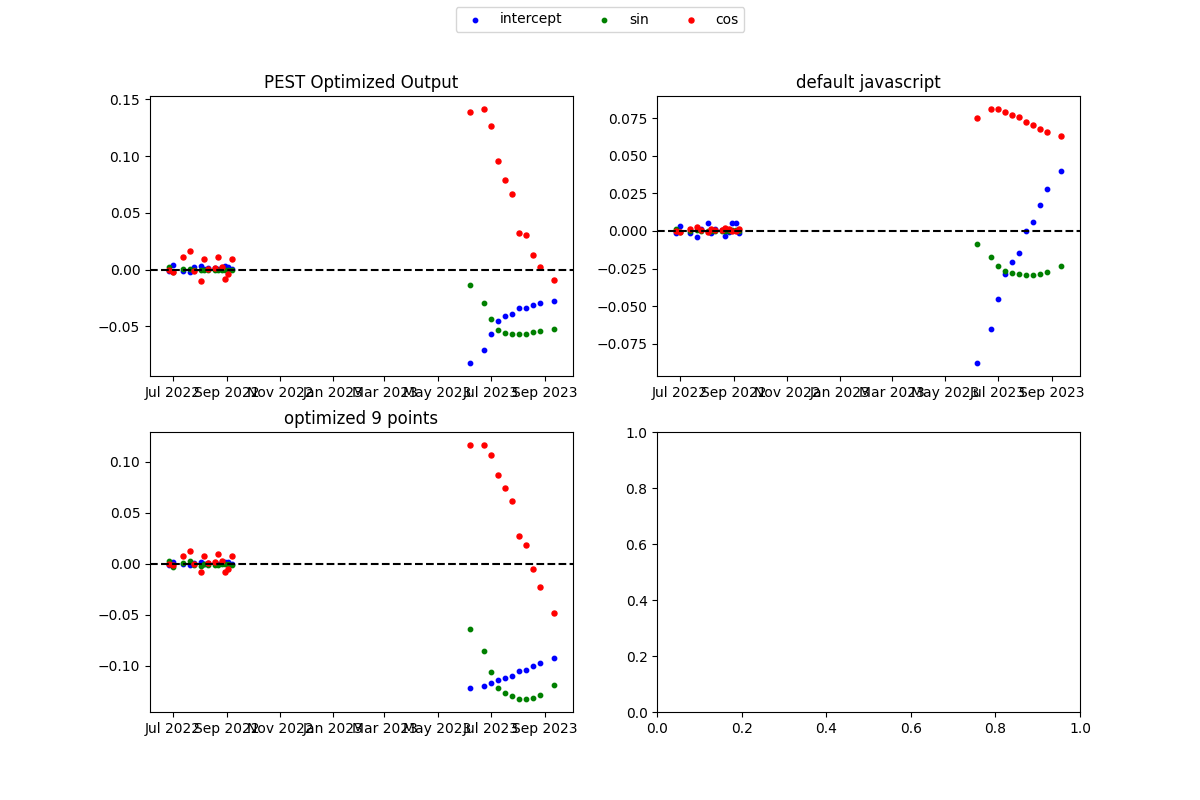 intercept sin cos
PEST Optimized Output
0.15
0.10
0.05
0.00
−0.05
Jul 2022 Sep 2022 Nov 2022 Jan 2023 Mar 2023 May 2023 Jul 2023 Sep 2023
default javascript
0.075
0.050
0.025
0.000
−0.025
−0.050
−0.075
Jul 2022 Sep 2022 Nov 2022 Jan 2023 Mar 2023 May 2023 Jul 2023 Sep 2023
optimized 9 points
0.10
0.05
0.00
−0.05
−0.10
Jul 2022 Sep 2022 Nov 2022 Jan 2023 Mar 2023 May 2023 Jul 2023 Sep 2023
1.0
0.8
0.6
0.4
0.2
0.0
0.0 0.2 0.4 0.6 0.8 1.0